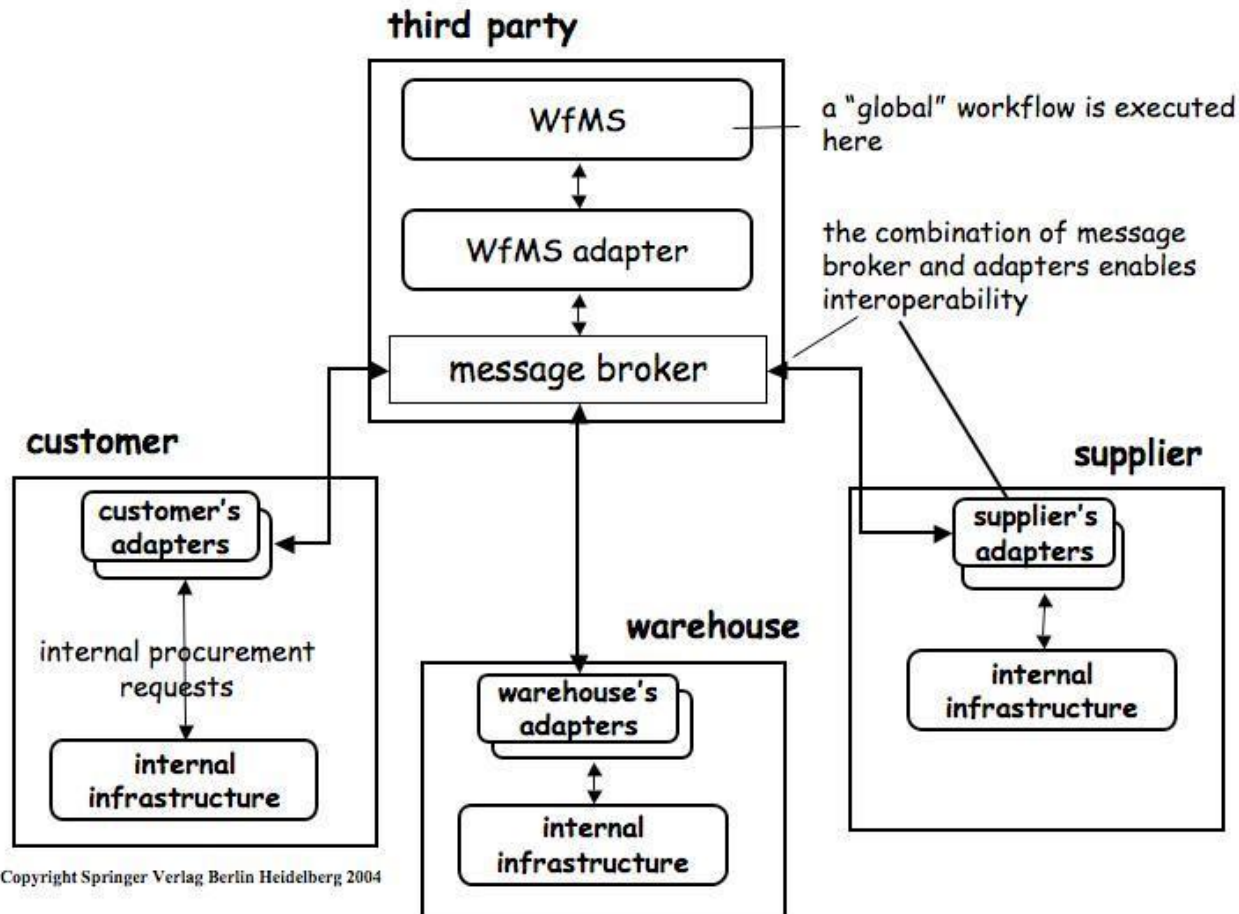 third party
WfMS
a “global” workflow is executed
here
WfMS adapter
the combination of message
broker and adapters enables
interoperability
message broker
customer
customer's
adapters
internal procurement
requests
internal
infrastructure
warehouse
warehouse's
adapters
internal
infrastructure
supplier
supplier's
adapters
internal
infrastructure
Copyright Springer Verlag Berlin Heidelberg 2004